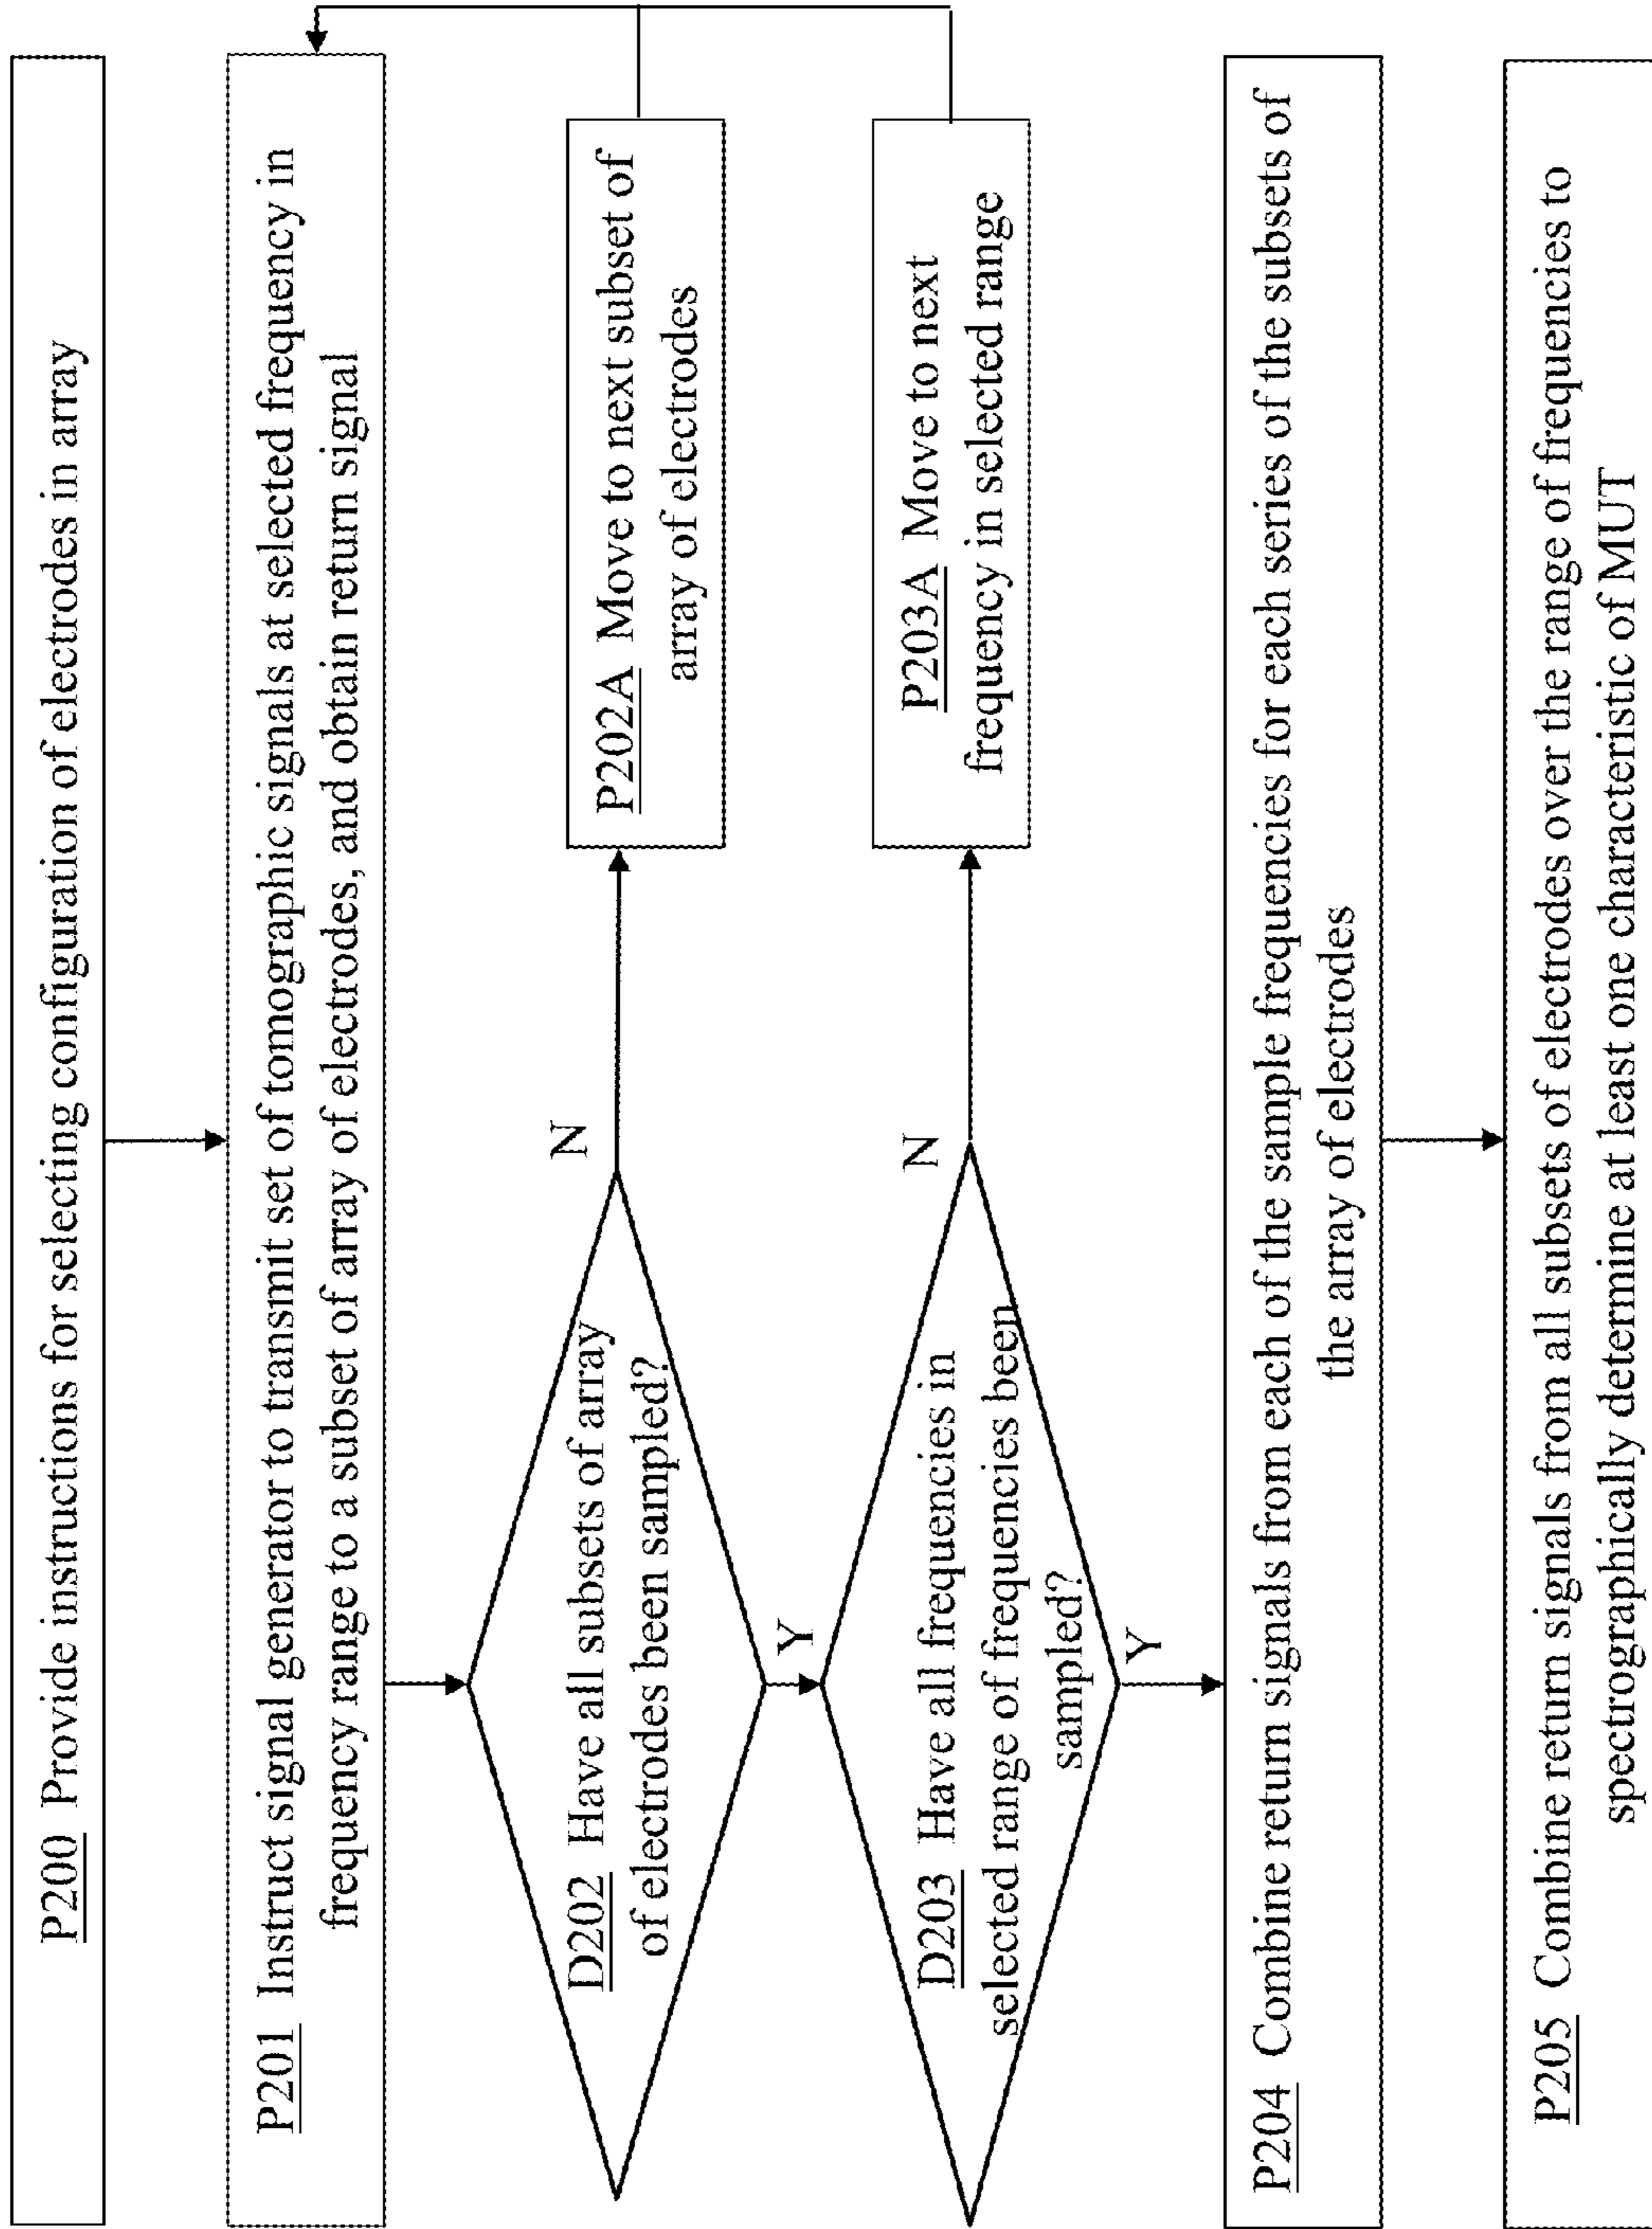 P200 Provide instructions for selecting configuration of electrodes in array
P201 Instruct signal generator to transmit set of tomographic signals at selected frequency in
frequency range to a subset of array of electrodes, and obtain return signal
D202 Have all subsets of array
of electrodes been sampled?
N
P202A Move to next subset of
array of electrodes
Y
D203 Have all frequencies in
selected range of frequencies been
sampled?
N
P203A Move to next
frequency in selected range
Y
P204 Combine return signals from each of the sample frequencies for each series of the subsets of
the array of electrodes
P205 Combine return signals from all subsets of electrodes over the range of frequencies to
spectrographically determine at least one characteristic of MUT